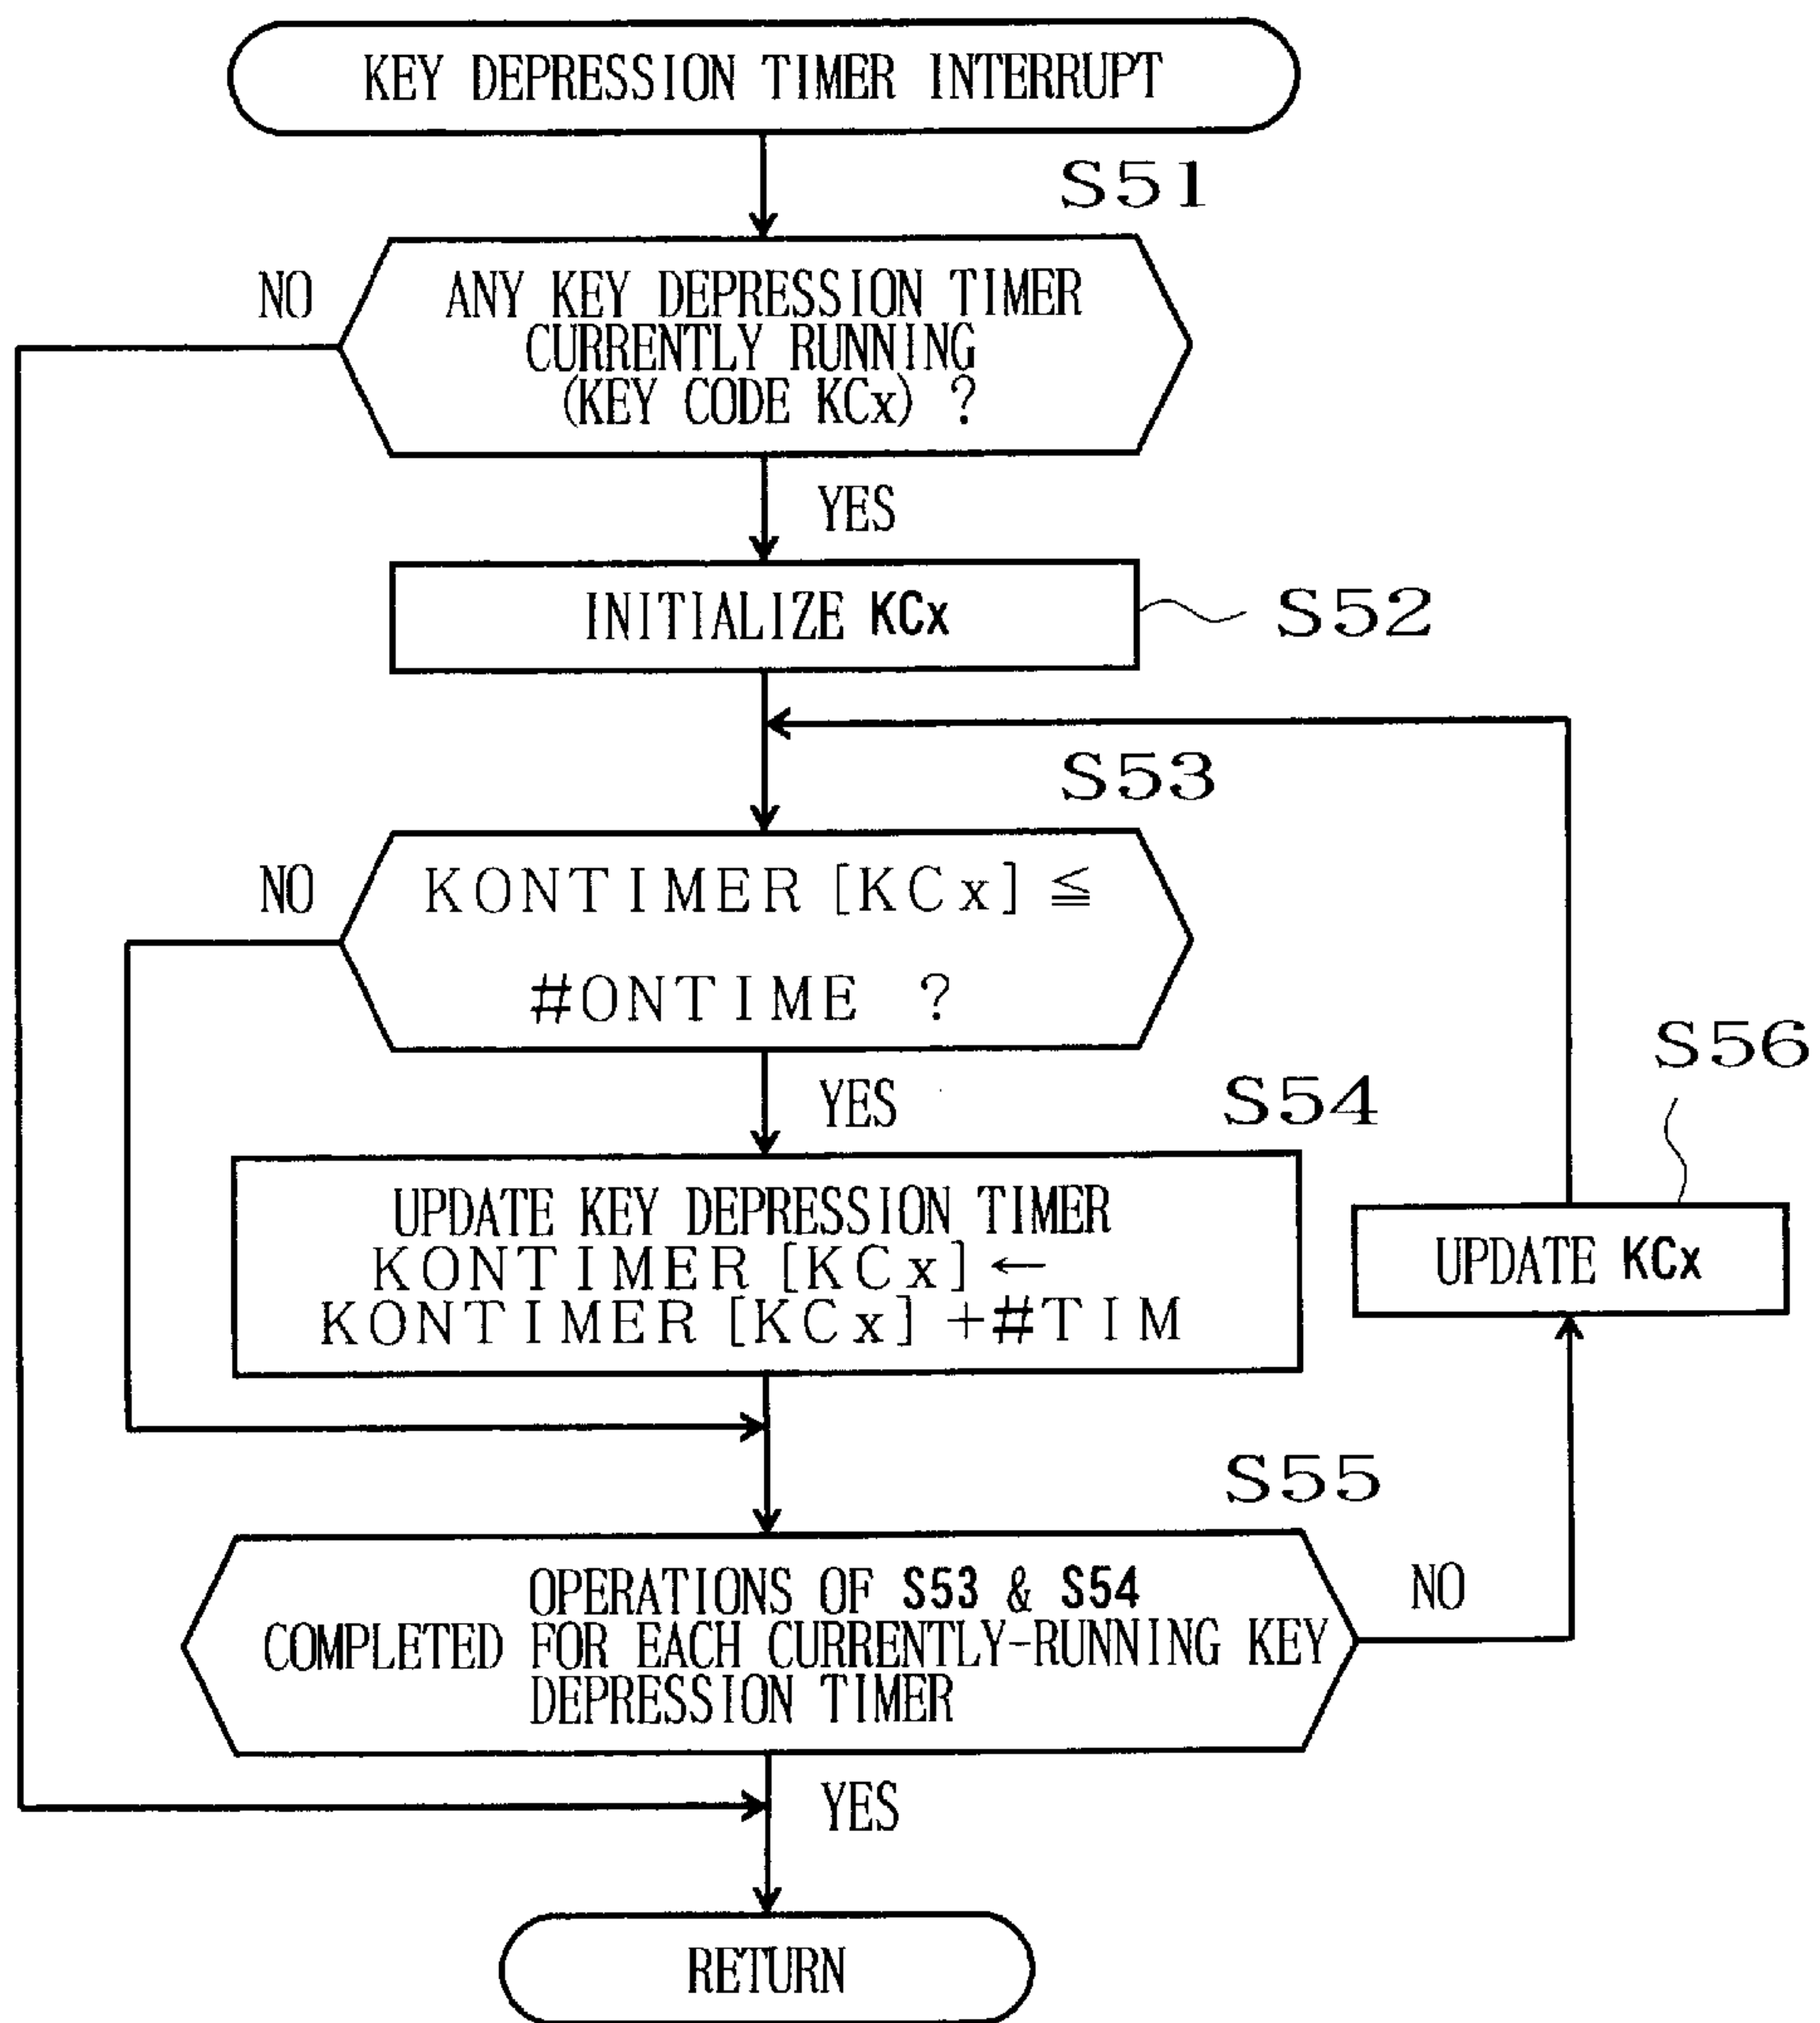 KEY DEPRESSION TIMER INTERRUPT
S51
NO
ANY KEY DEPRESSION TIMER
CURRENTLY RUNNING
(KEY CODE KCx) ?
YES
INITIALIZE KCx
S52
S53
NO
KONTIMER [KCx] ≦
#ONTIME ?
YES
S54
S56
UPDATE KEY DEPRESSION TIMER
KONTIMER [KCx] ←
KONTIMER [KCx] +#TIM
UPDATE KCx
S55
OPERATIONS OF S53 & S54
COMPLETED FOR EACH CURRENTLY-RUNNING KEY
DEPRESSION TIMER
NO
YES
RETURN